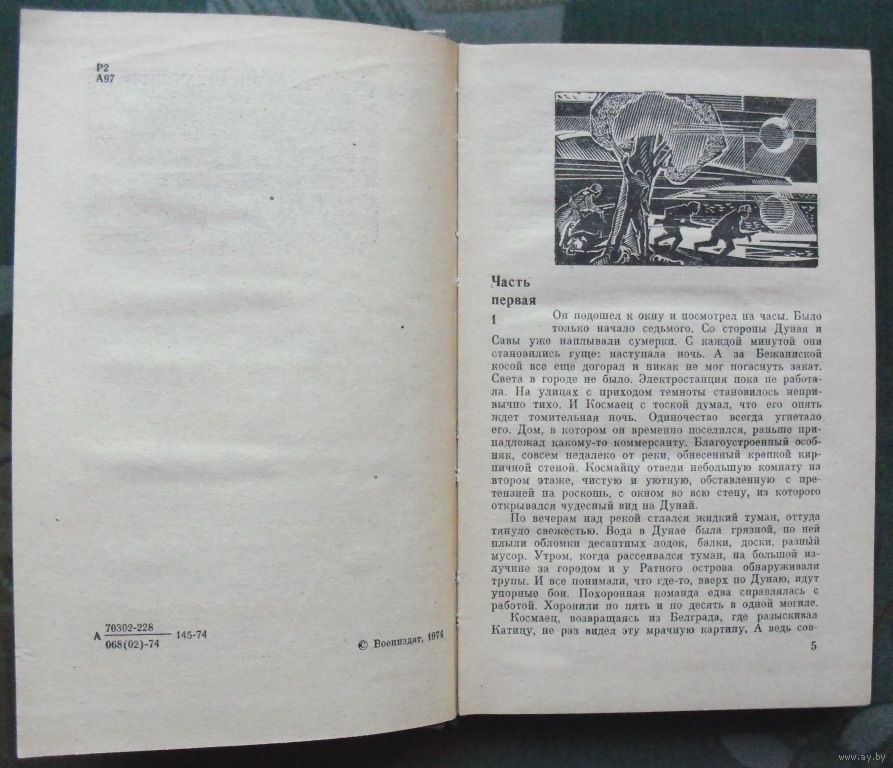 Р2
А97
А 70302-228
068(02)-74
145-74
© Воениздат, 1974
Часть
первая
1
Он подошел к окну и посмотрел на часы. Было
только начало седьмого. Со стороны Дуная и
Савы уже наплывали сумерки. С каждой минутой они
становились гуще: наступала ночь. А за Бежанийской
косой все еще догорал и никак не мог погаснуть закат.
Света в городе не было. Электростанция пока не работа-
ла. На улицах с приходом темноты становилось непри-
вычно тихо. И Космаец с тоской думал, что его опять
ждет томительная ночь. Одиночество всегда угнетало
его. Дом, в котором он временно поселился, раньше при-
надлежал какому-то коммерсанту. Благоустроенный особ-
няк, совсем недалеко от реки, обнесенный крепкой кир-
пичной стеной. Космайцу отвели небольшую комнату на
втором этаже, чистую и уютную, обставленную с пре-
тензией на роскошь, с окном во всю стену, из которого
открывался чудесный вид на Дунай.
По вечерам над рекой стлался жидкий туман, оттуда
тянуло свежестью. Вода в Дунае была грязной, по ней
плыли обломки десантных лодок, балки, доски, разный
мусор. Утром, когда рассеивался туман, на большой из-
лучине за городом и у Ратного острова обнаруживали
трупы. И все понимали, что где-то, вверх по Дунаю, идут
упорные бои. Похоронная команда едва справлялась с
работой. Хоронили по пять и по десять в одной могиле.
Космаец, возвращаясь из Белграда, где разыскивал
Катицу, не раз видел эту мрачную картину. А ведь сов-
5
www.ay.by